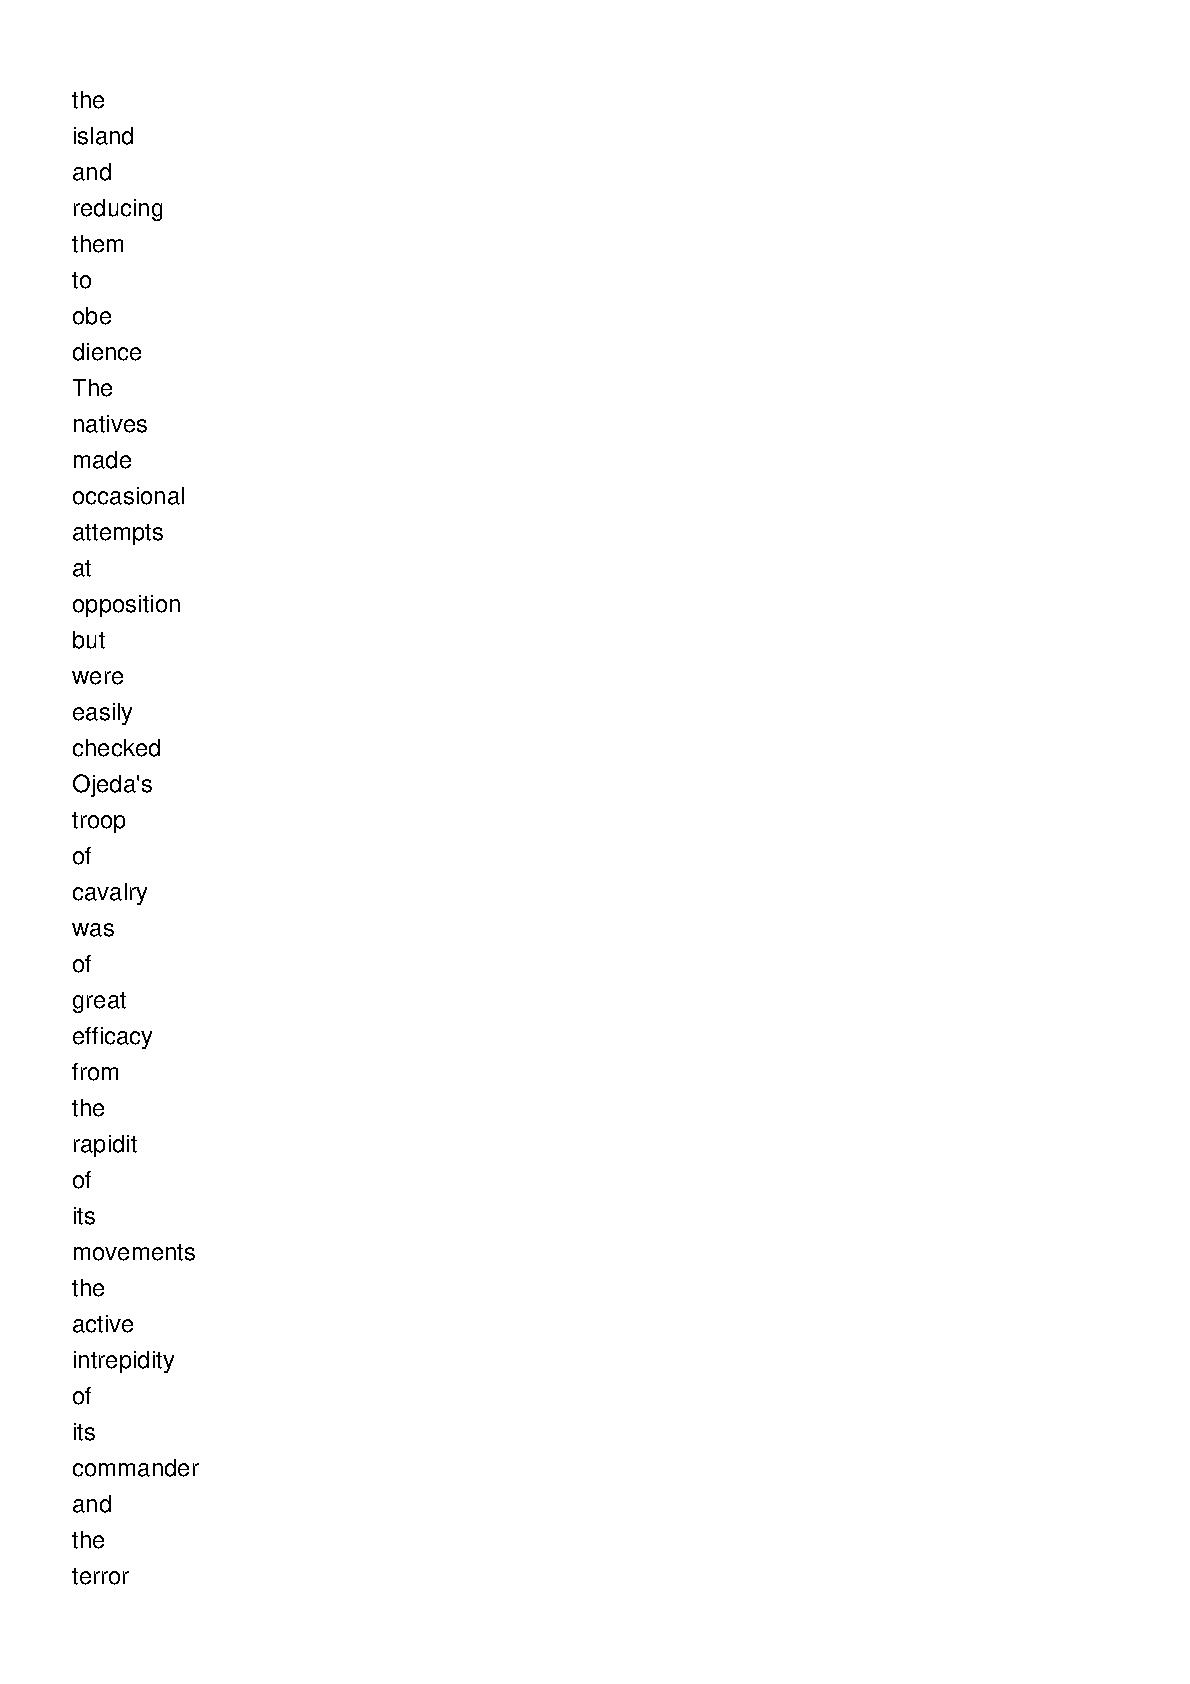 the
island
and
reducing
them
to
obe
dience
The
natives
made
occasional
attempts
at
opposition
but
were
easily
checked
Ojeda's
troop
of
cavalry
was
of
great
efficacy
from
the
rapidit
of
its
movements
the
active
intrepidity
of
its
commander
and
the
terror